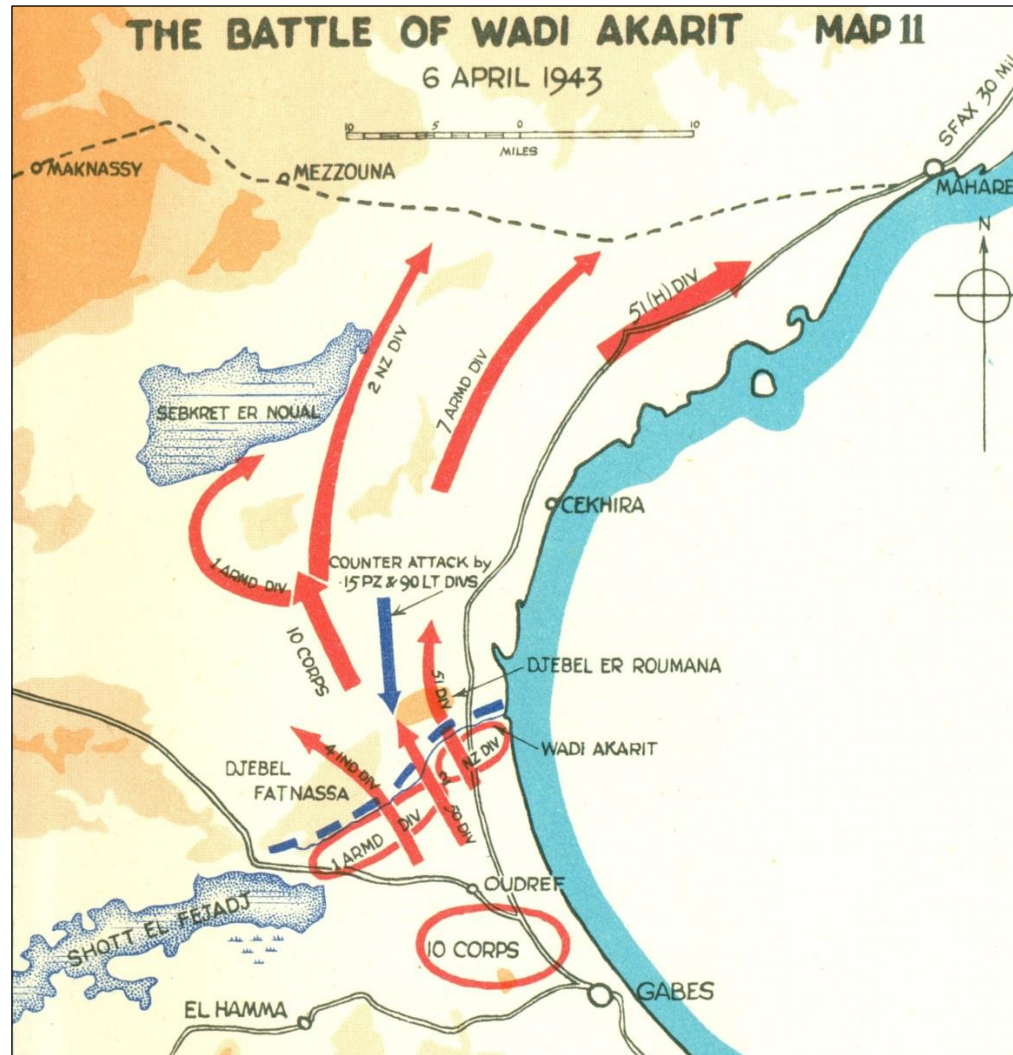 THE BATTLE OF WADI AKARIT MAP 11
6 APRIL 1943
10 5 0 10
MILES
SFAX 30 Mil
MAKNASSY
MEZZOUNA
MAHARE
N
51(H) DIV
2 NZ DIV
7 ARMD DIV
SEBKRET ER NOUAL
CEKHIRA
COUNTER ATTACK by
15 PZ & 90 LT DIVS
1 ARMD DIV
10 CORPS
51 DIV
DJEBEL ER ROUMANA
WADI AKARIT
4 IND DIV
2 NZ DIV
DJEBEL
FATNASSA
50 DIV
1 ARMD DIV
OUDREF
SHOTT EL FEJADJ
10 CORPS
GABES
EL HAMMA